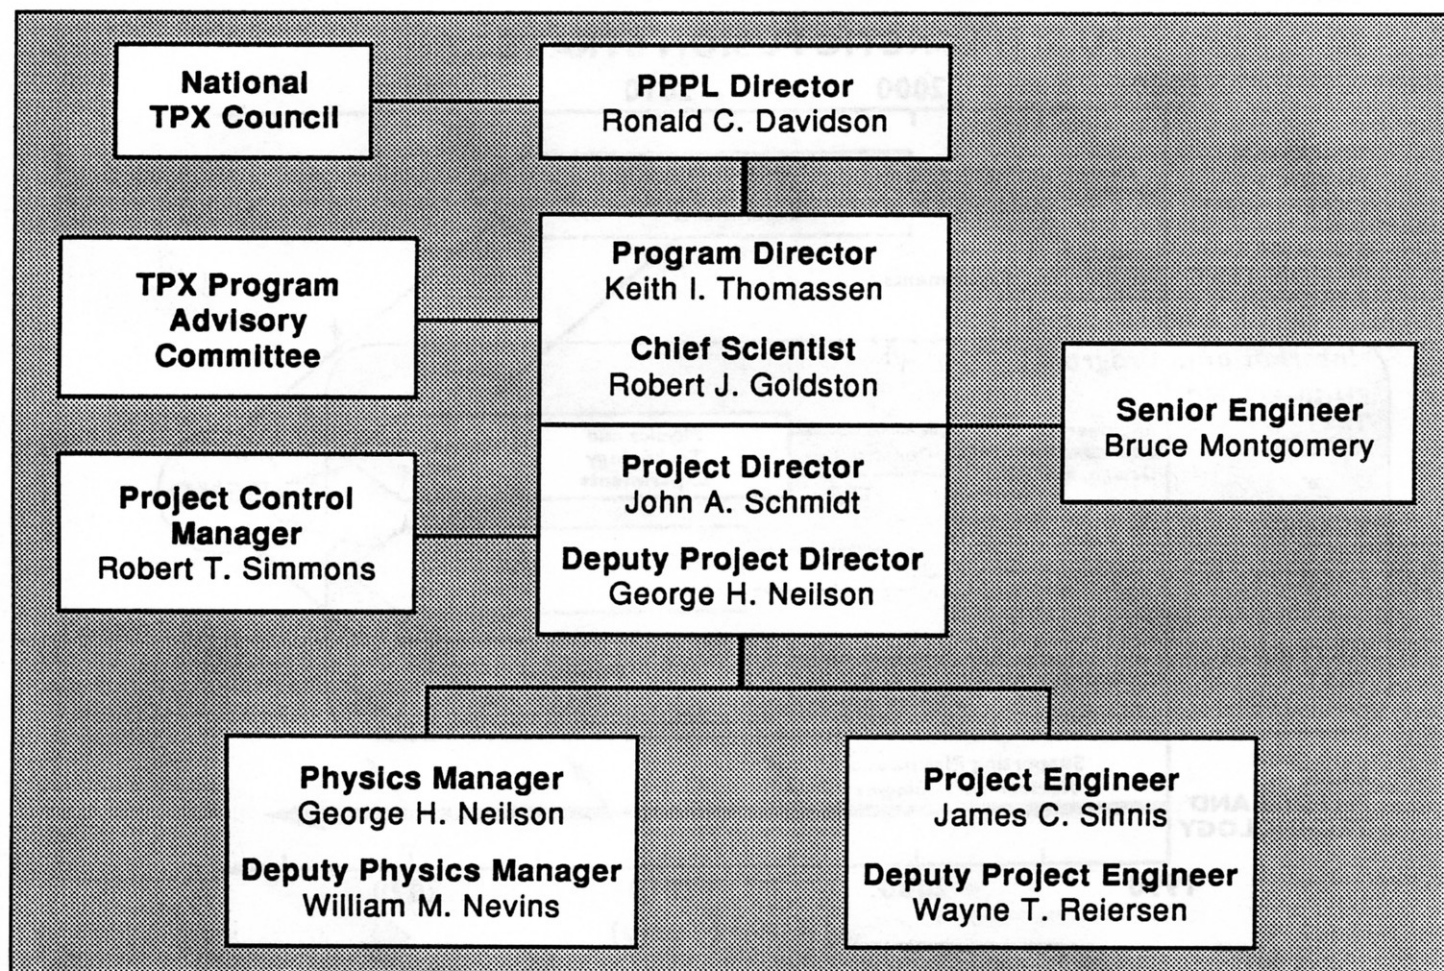 National
TPX Council
PPPL Director
Ronald C. Davidson
TPX Program
Advisory
Committee
Program Director
Keith I. Thomassen
Chief Scientist
Robert J. Goldston
Senior Engineer
Bruce Montgomery
Project Control
Manager
Robert T. Simmons
Project Director
John A. Schmidt
Deputy Project Director
George H. Neilson
Physics Manager
George H. Neilson
Deputy Physics Manager
William M. Nevins
Project Engineer
James C. Sinnis
Deputy Project Engineer
Wayne T. Reiersen